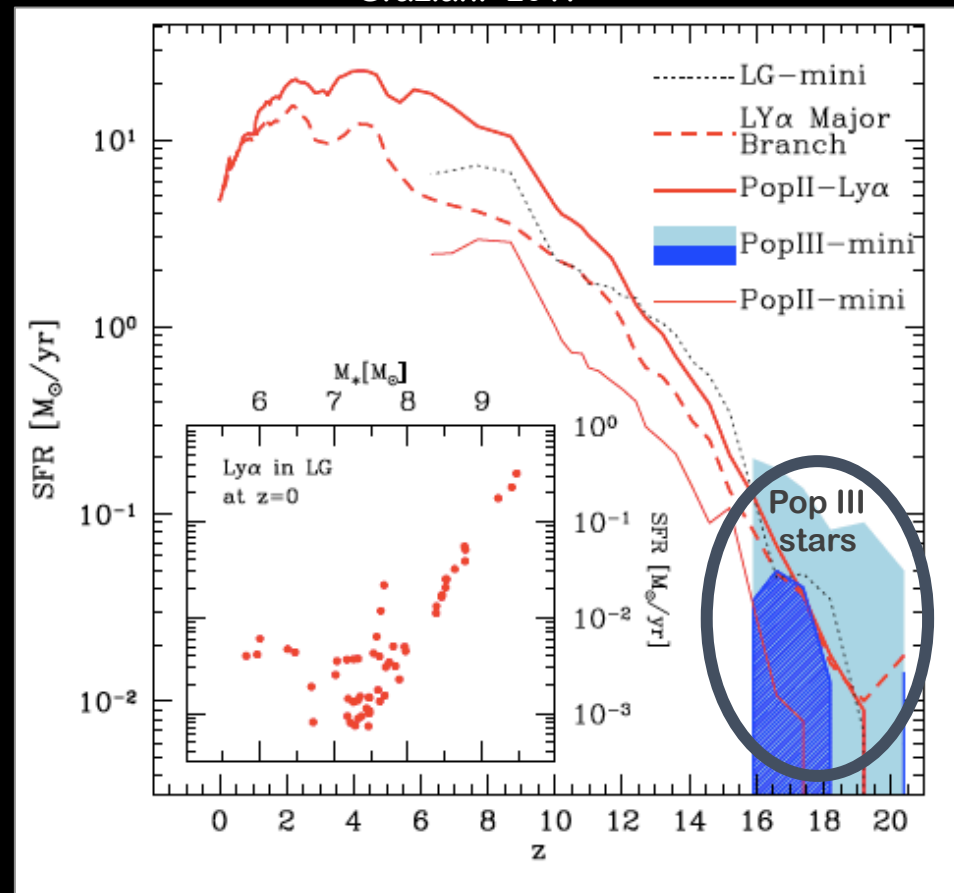 LG−mini
LYα Major
Branch
PopII−Lyα
PopIII−mini
PopII−mini
SFR [M☉/yr]
10¹
10⁰
10⁻¹
10⁻²
M*[M☉]
6 7 8 9
Lyα in LG
at z=0
10⁰
10⁻¹
10⁻²
10⁻³
SFR [M☉/yr]
Pop III
stars
0 2 4 6 8 10 12 14 16 18 20
z